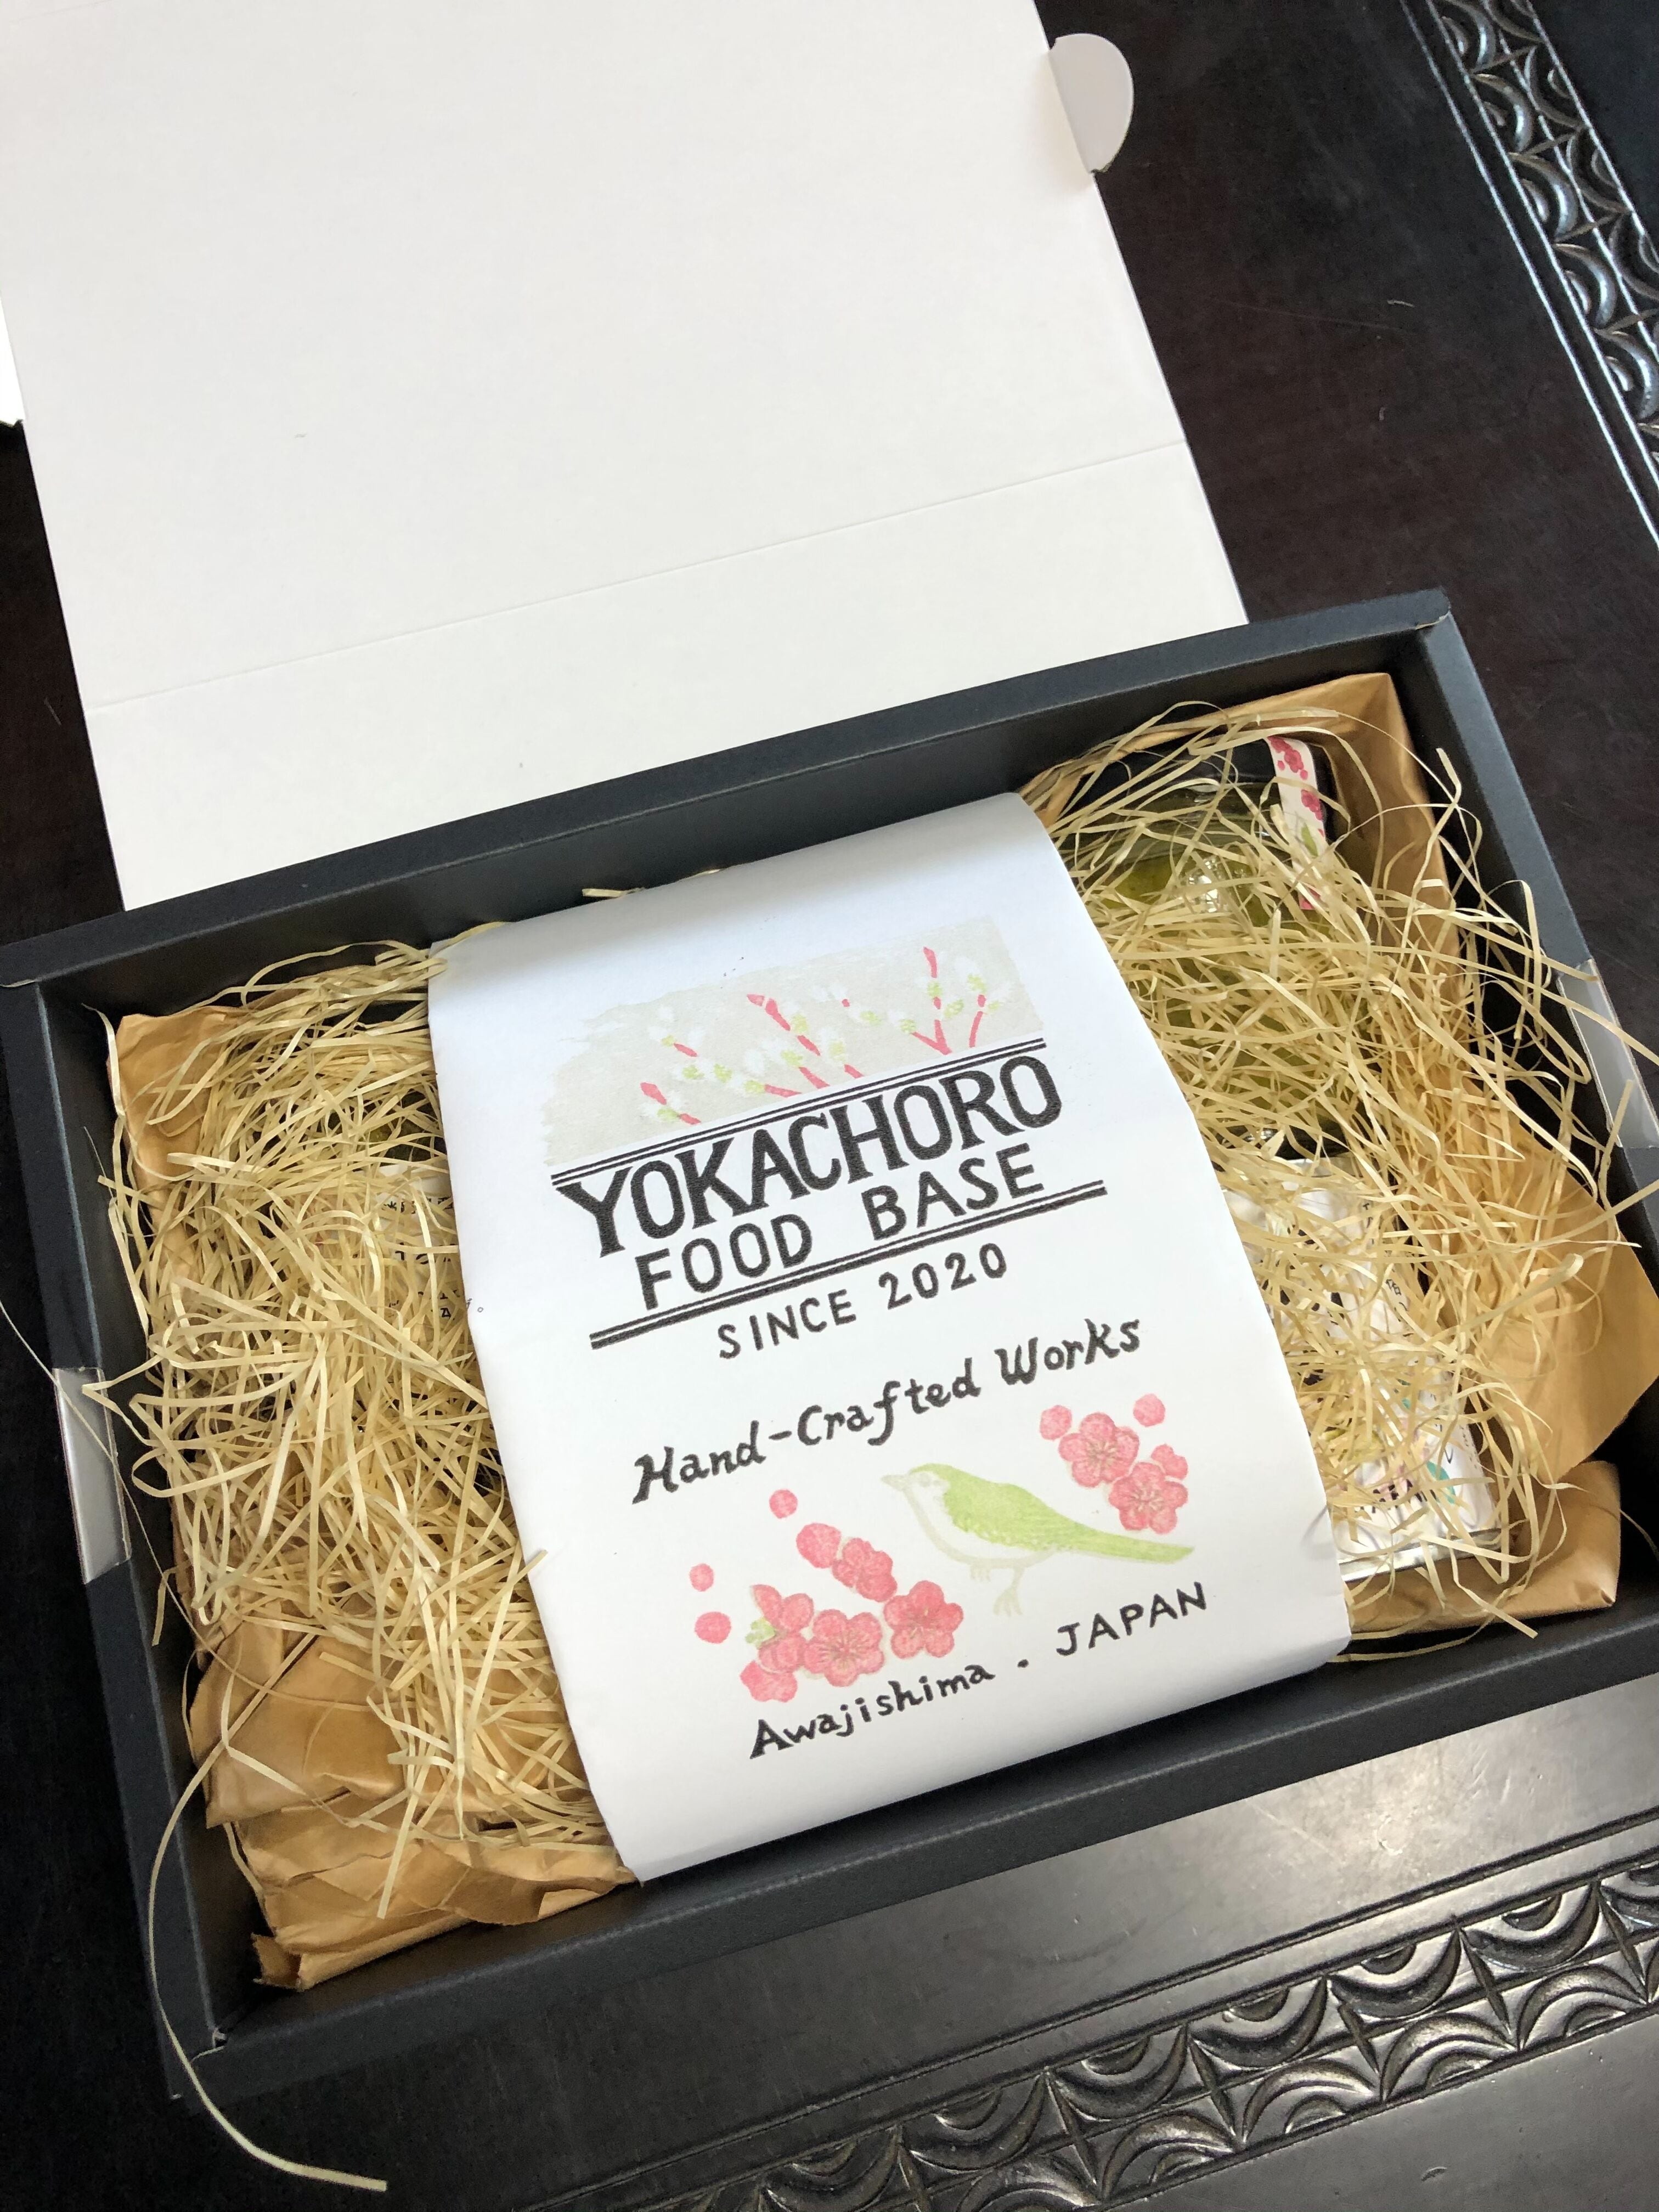 YOKACHORO
FOOD BASE
SINCE 2020
Hand-Crafted Works
Awajishima . JAPAN